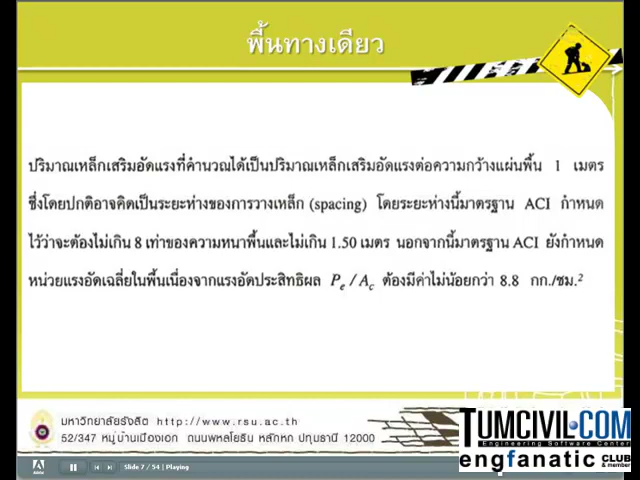 พื้นทางเดียว
ปริมาณเหล็กเสริมอัดแรงที่คำนวณได้เป็นปริมาณเหล็กเสริมอัดแรงต่อความกว้างแผ่นพื้น 1 เมตร
ซึ่งโดยปกติอาจคิดเป็นระยะห่างของการวางเหล็ก (spacing) โดยระยะห่างนี้มาตรฐาน ACI กำหนด
ไว้ว่าจะต้องไม่เกิน 8 เท่าของความหนาพื้นและไม่เกิน 1.50 เมตร นอกจากนี้มาตรฐาน ACI ยังกำหนด
หน่วยแรงอัดเฉลี่ยในพื้นเนื่องจากแรงอัดประสิทธิผล Pe / Ac ต้องมีค่าไม่น้อยกว่า 8.8 กก./ซม.²
มหาวิทยาลัยรังสิต http://www.rsu.ac.th
52/347 หมู่บ้านเมืองเอก ถนนพหลโยธิน หลักหก ปทุมธานี 12000
TUMCIVIL.COM
Engineering Software Center
engfanatic CLUB
& member
Slide 7 / 54 | Playing